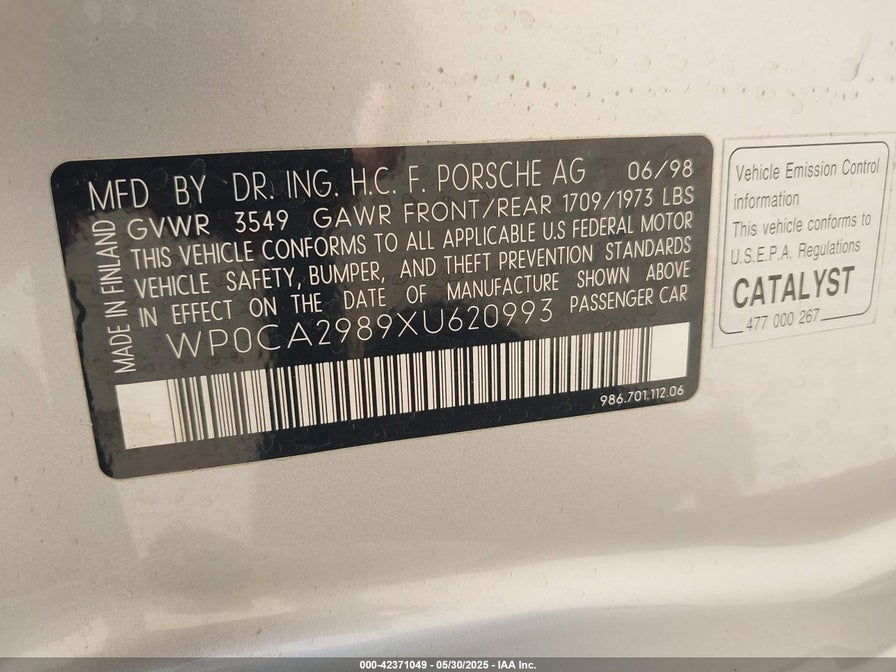 MFD BY DR. ING. H.C. F. PORSCHE AG 06/98
GVWR 3549 GAWR FRONT/REAR 1709/1973 LBS
THIS VEHICLE CONFORMS TO ALL APPLICABLE U.S FEDERAL MOTOR
VEHICLE SAFETY, BUMPER, AND THEFT PREVENTION STANDARDS
IN EFFECT ON THE DATE OF MANUFACTURE SHOWN ABOVE
WP0CA2989XU620993 PASSENGER CAR
MADE IN FINLAND
986.701.112.06
Vehicle Emission Control
information
This vehicle conforms to
U.S.E.P.A. Regulations
CATALYST
477 000 267
000-42371049 - 05/30/2025 - IAA Inc.